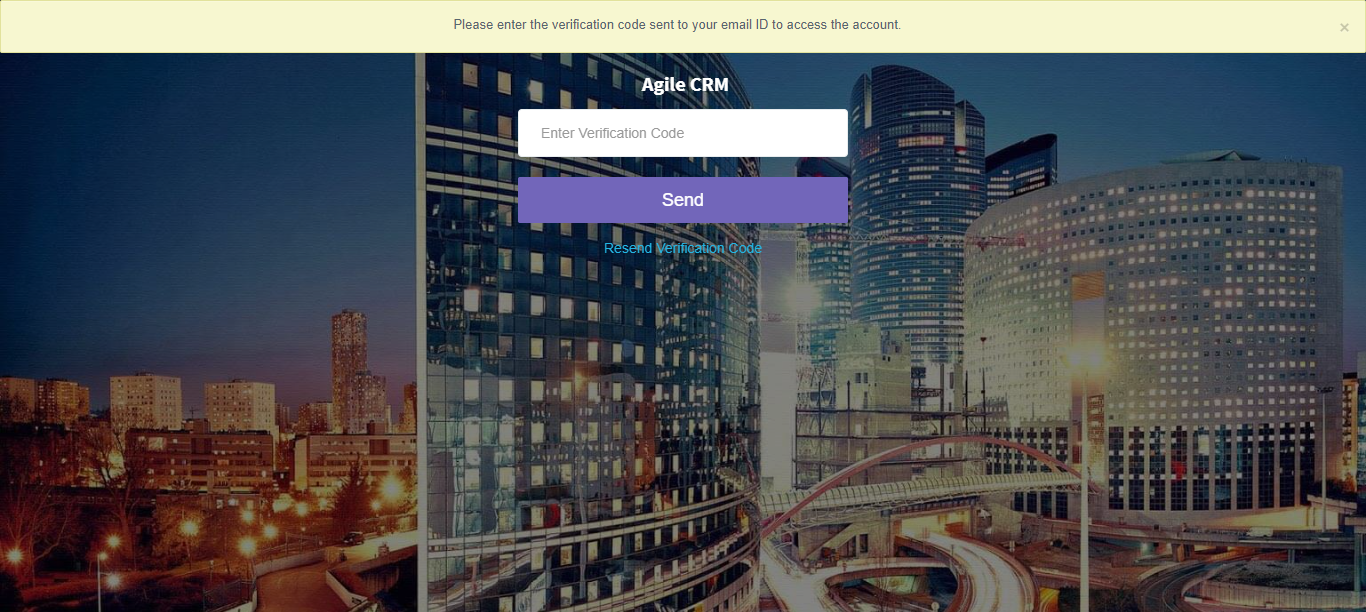 Please enter the verification code sent to your email ID to access the account.
×
Agile CRM
Enter Verification Code
Send
Resend Verification Code